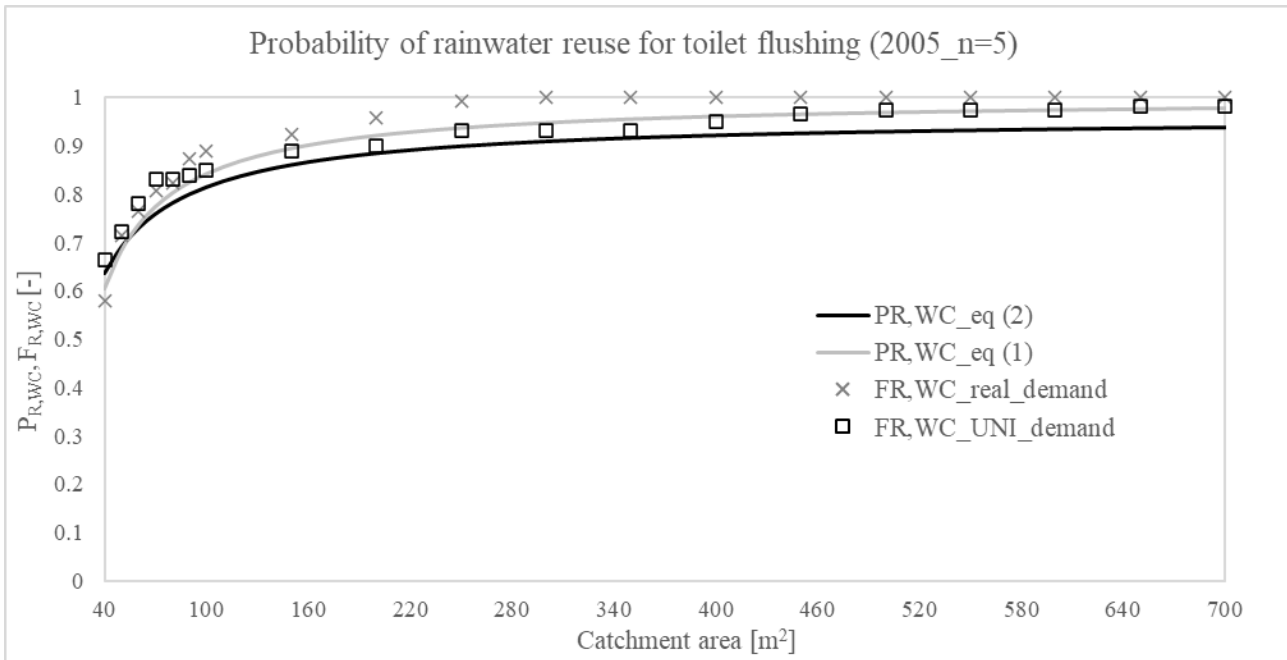 Probability of rainwater reuse for toilet flushing (2005_n=5)
1
0.9
0.8
0.7
0.6
0.5
0.4
0.3
0.2
0.1
0
P_R,WC, F_R,WC [-]
PR,WC_eq (2)
PR,WC_eq (1)
FR,WC_real_demand
FR,WC_UNI_demand
40 100 160 220 280 340 400 460 520 580 640 700
Catchment area [m²]